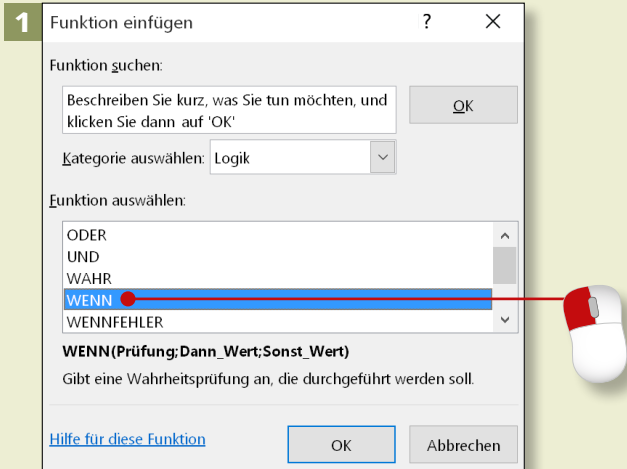 1
Funktion einfügen ?
Funktion suchen:
Beschreiben Sie kurz, was Sie tun möchten, und
klicken Sie dann auf 'OK'
OK
Kategorie auswählen: Logik
Funktion auswählen:
ODER
UND
WAHR
WENN
WENNFEHLER
WENN(Prüfung;Dann_Wert;Sonst_Wert)
Gibt eine Wahrheitsprüfung an, die durchgeführt werden soll.
Hilfe für diese Funktion OK Abbrechen